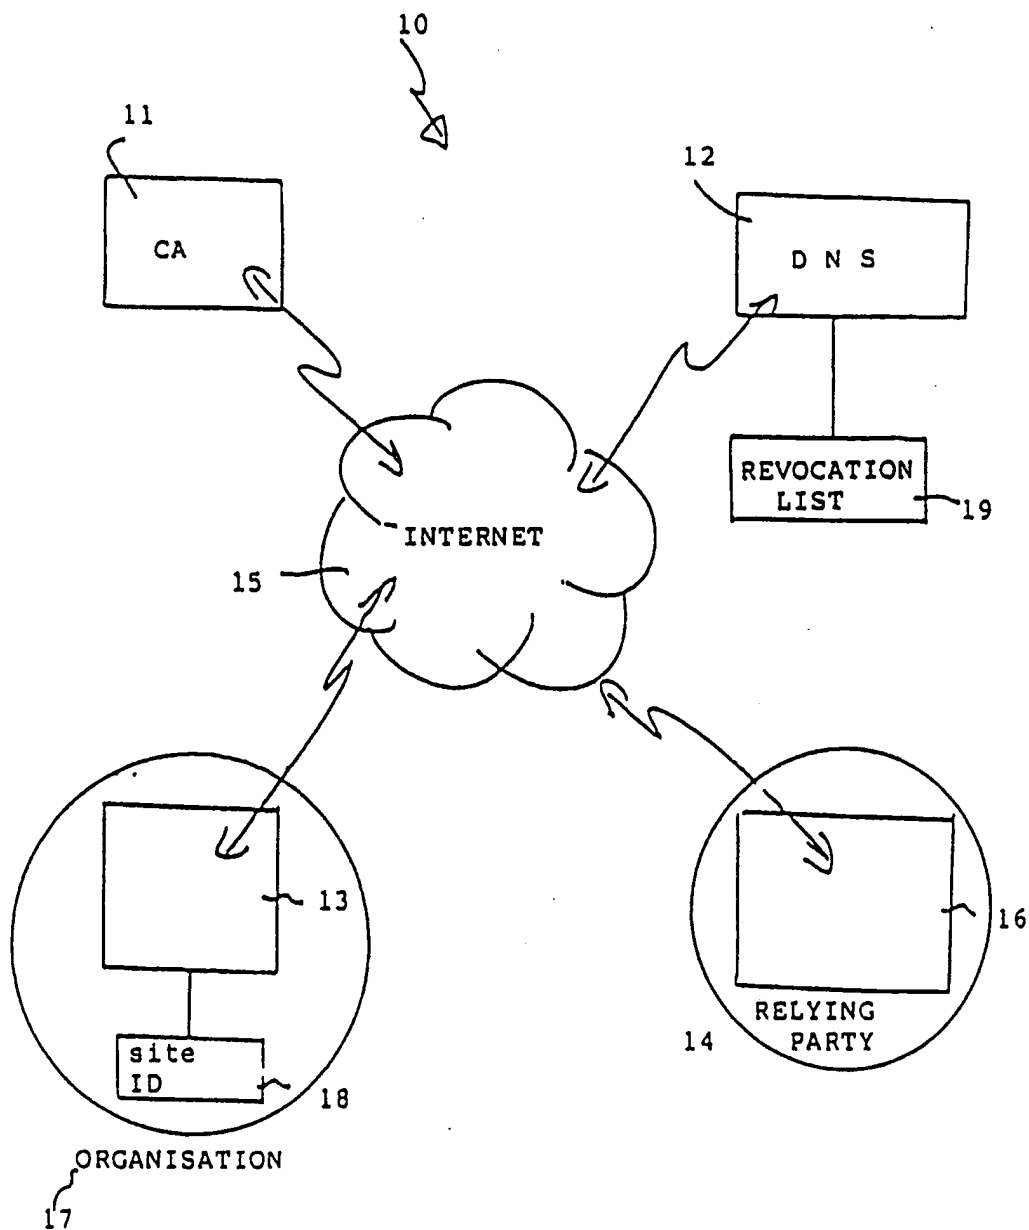 10
11
12
CA
D N S
REVOCATION
LIST
19
INTERNET
15
13
16
RELYING
PARTY
14
site
ID
18
ORGANISATION
17